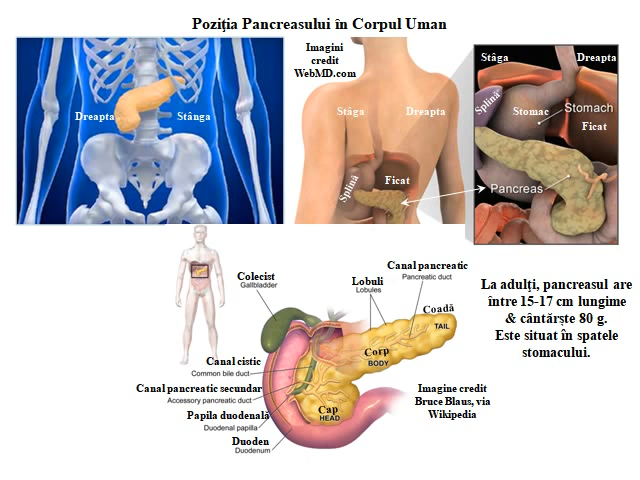 Poziţia Pancreasului în Corpul Uman
Dreapta
Stânga
Imagini
credit
WebMD.com
Stâga
Dreapta
Splină
Ficat
Stâga
Dreapta
Splină
Stomac
Stomach
Ficat
Pancreas
Colecist
Gallbladder
Canal pancreatic
Pancreatic duct
Lobuli
Lobules
Coadă
TAIL
Corp
BODY
Canal cistic
Common bile duct
Canal pancreatic secundar
Accessory pancreatic duct
Papila duodenală
Duodenal papilla
Cap
HEAD
Duoden
Duodenum
La adulți, pancreasul are
între 15-17 cm lungime
& cântărşte 80 g.
Este situat în spatele
stomacului.
Imagine credit
Bruce Blaus, via
Wikipedia